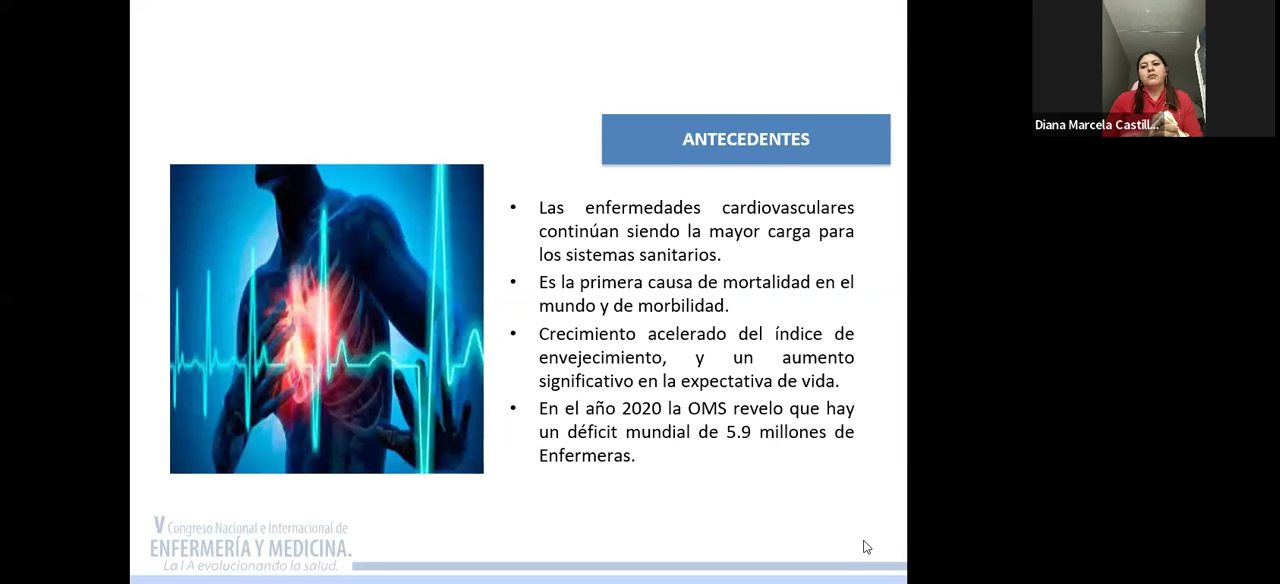 Diana Marcela Castill...
ANTECEDENTES
• Las enfermedades cardiovasculares
continúan siendo la mayor carga para
los sistemas sanitarios.
• Es la primera causa de mortalidad en el
mundo y de morbilidad.
• Crecimiento acelerado del índice de
envejecimiento, y un aumento
significativo en la expectativa de vida.
• En el año 2020 la OMS revelo que hay
un déficit mundial de 5.9 millones de
Enfermeras.
V Congreso Nacional e Internacional de
ENFERMERÍA Y MEDICINA.
La I A evolucionando la salud.